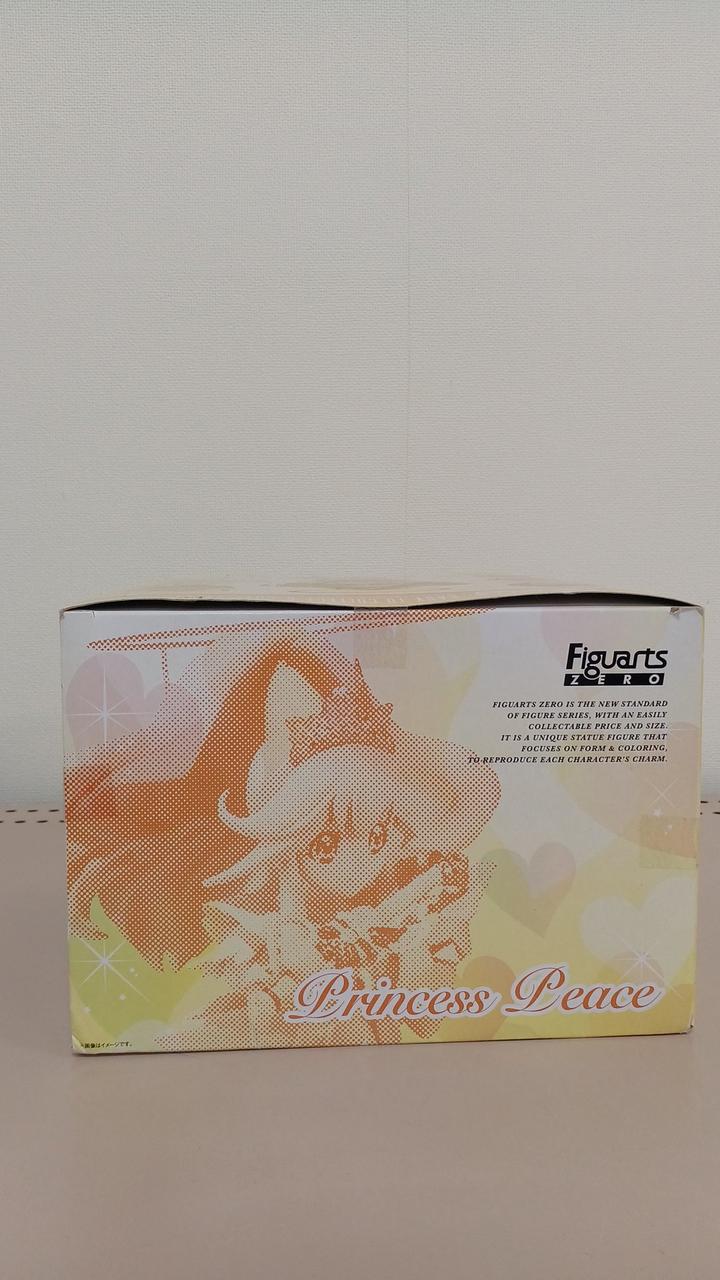 Figuarts
ZERO
FIGUARTS ZERO IS THE NEW STANDARD
OF FIGURE SERIES, WITH AN EASILY
COLLECTABLE PRICE AND SIZE.
IT IS A UNIQUE STATUE FIGURE THAT
FOCUSES ON FORM & COLORING,
TO REPRODUCE EACH CHARACTER'S CHARM.
Princess Peace
※画像はイメージです。